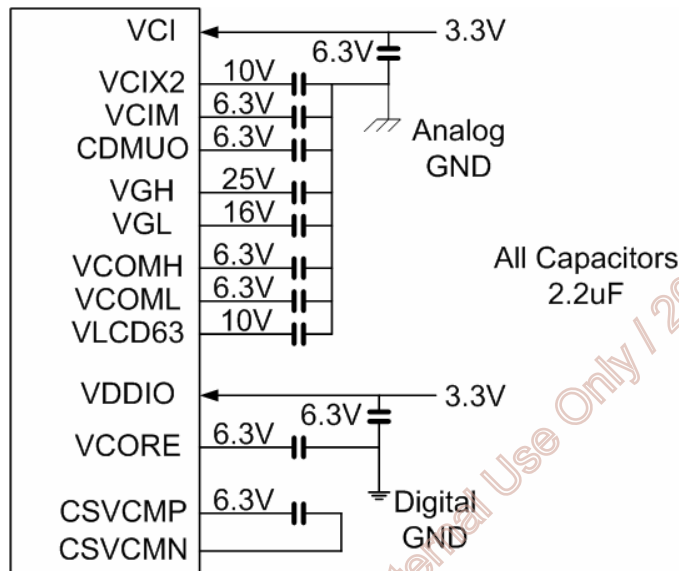 VCI 3.3V
6.3V
VCIX2 10V
VCIM 6.3V
CDMUO 6.3V
Analog
GND
VGH 25V
VGL 16V
VCOMH 6.3V
VCOML 6.3V
VLCD63 10V
All Capacitors
2.2uF
VDDIO 3.3V
6.3V
VCORE 6.3V
Digital
GND
CSVCMP 6.3V
CSVCMN
Use Only /